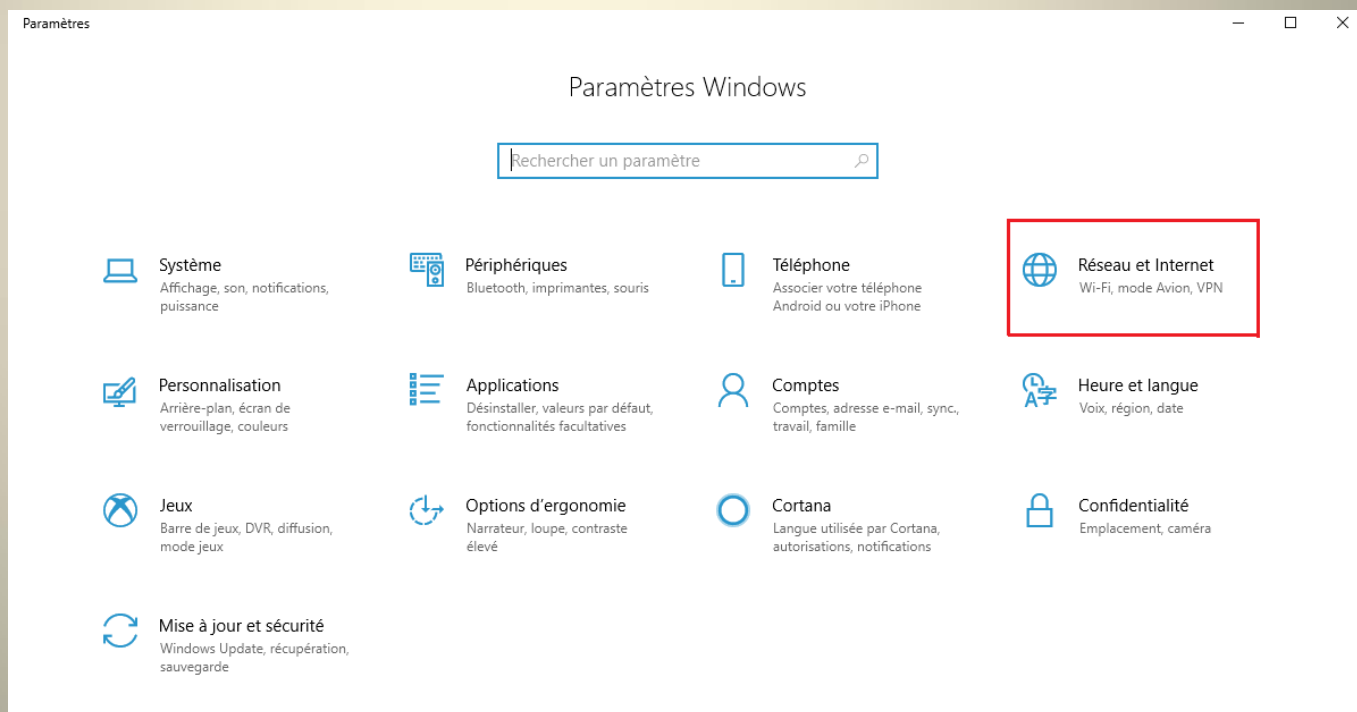 Paramètres
Paramètres Windows
Rechercher un paramètre
Système
Affichage, son, notifications,
puissance
Périphériques
Bluetooth, imprimantes, souris
Téléphone
Associer votre téléphone
Android ou votre iPhone
Réseau et Internet
Wi-Fi, mode Avion, VPN
Personnalisation
Arrière-plan, écran de
verrouillage, couleurs
Applications
Désinstaller, valeurs par défaut,
fonctionnalités facultatives
Comptes
Comptes, adresse e-mail, sync.,
travail, famille
Heure et langue
Voix, région, date
Jeux
Barre de jeux, DVR, diffusion,
mode jeux
Options d’ergonomie
Narrateur, loupe, contraste
élevé
Cortana
Langue utilisée par Cortana,
autorisations, notifications
Confidentialité
Emplacement, caméra
Mise à jour et sécurité
Windows Update, récupération,
sauvegarde